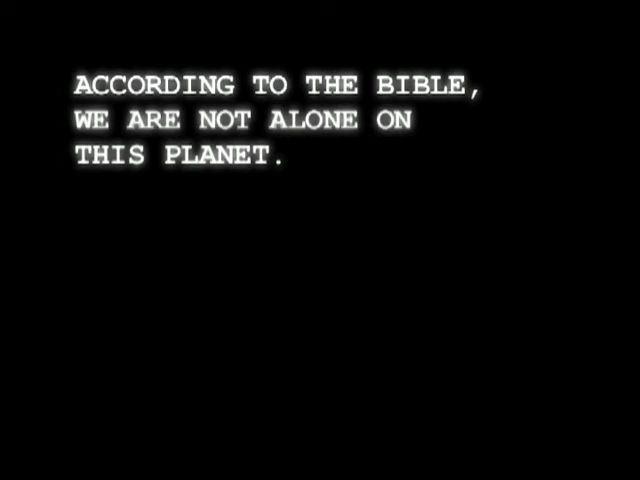 ACCORDING TO THE BIBLE,
WE ARE NOT ALONE ON
THIS PLANET.